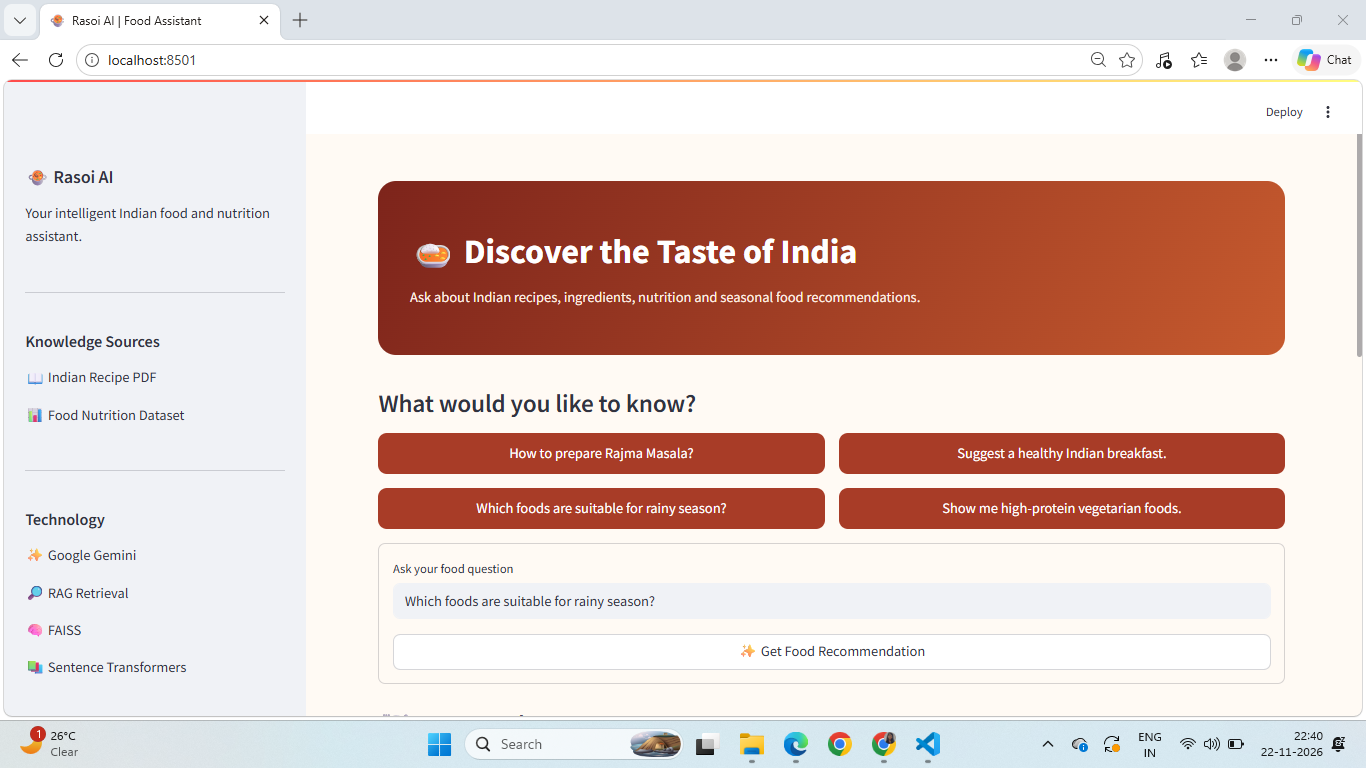 Rasoi AI | Food Assistant
localhost:8501
Chat
Deploy
Rasoi AI
Your intelligent Indian food and nutrition
assistant.
Knowledge Sources
Indian Recipe PDF
Food Nutrition Dataset
Technology
Google Gemini
RAG Retrieval
FAISS
Sentence Transformers
Discover the Taste of India
Ask about Indian recipes, ingredients, nutrition and seasonal food recommendations.
What would you like to know?
How to prepare Rajma Masala?
Suggest a healthy Indian breakfast.
Which foods are suitable for rainy season?
Show me high-protein vegetarian foods.
Ask your food question
Which foods are suitable for rainy season?
Get Food Recommendation
1
26°C
Clear
Search
ENG
IN
22:40
22-11-2026